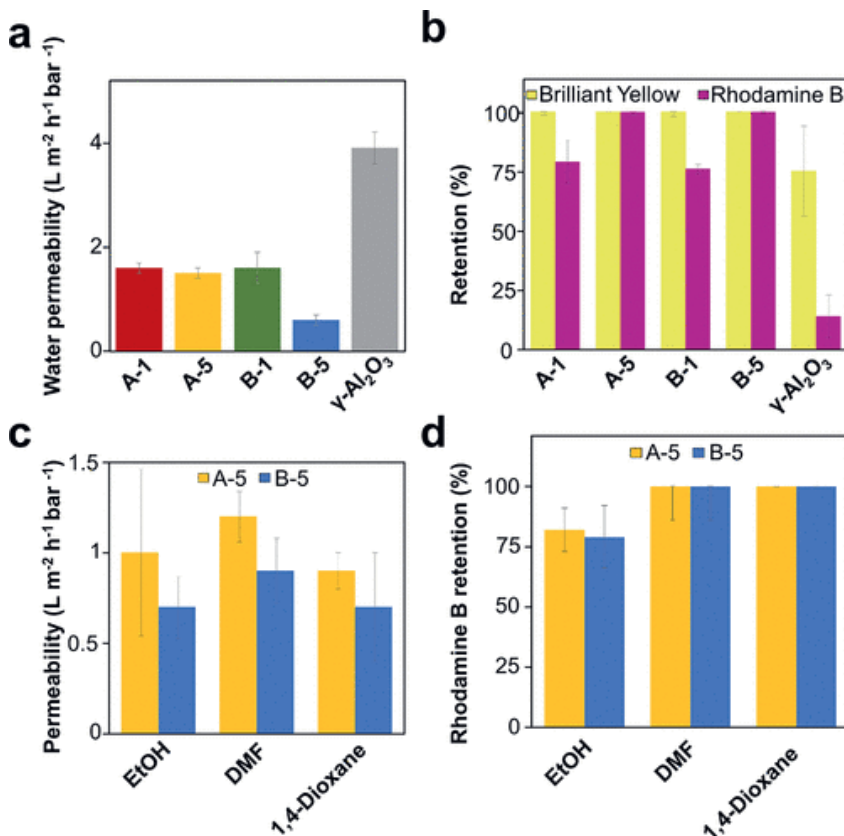 a
Water permeability (L m⁻² h⁻¹ bar ⁻¹)
4
2
0
A-1
A-5
B-1
B-5
γ-Al₂O₃
b
Retention (%)
100
75
50
25
0
Brilliant Yellow
Rhodamine B
A-1
A-5
B-1
B-5
γ-Al₂O₃
c
Permeability (L m⁻² h⁻¹ bar ⁻¹)
1.5
1
0.5
0
A-5
B-5
EtOH
DMF
1,4-Dioxane
d
Rhodamine B retention (%)
100
75
50
25
0
A-5
B-5
EtOH
DMF
1,4-Dioxane